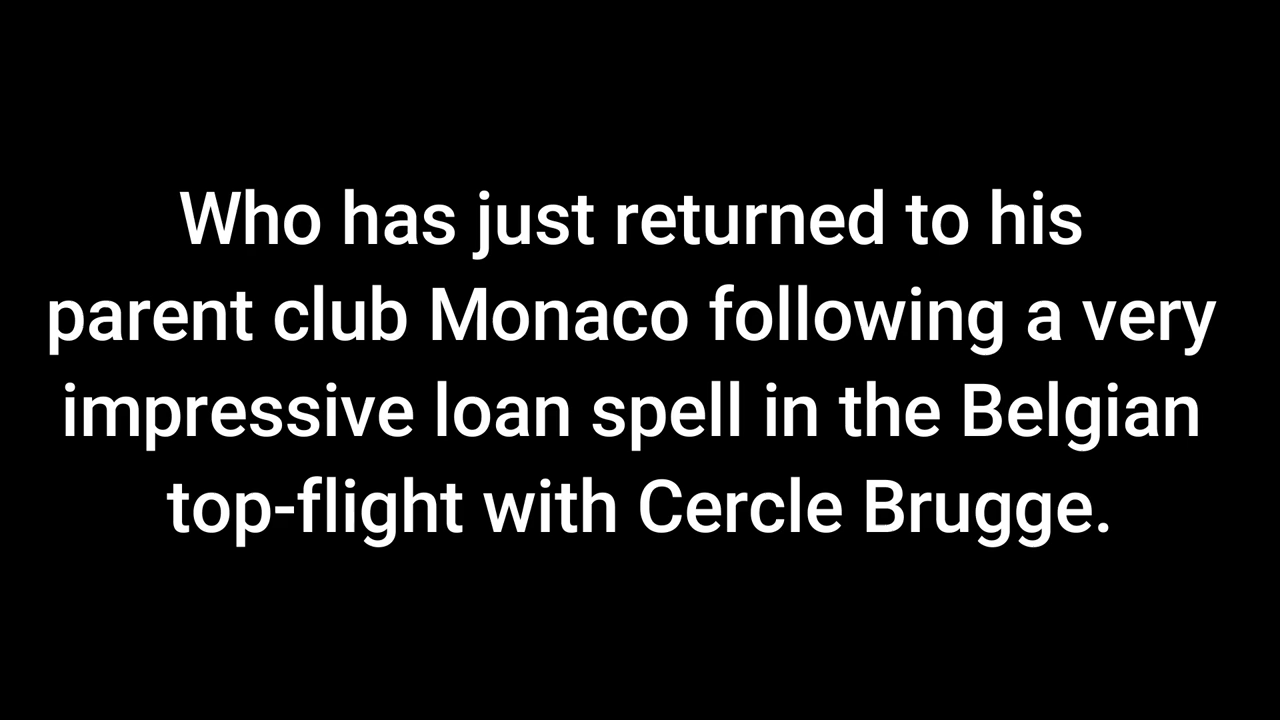 Who has just returned to his
parent club Monaco following a very
impressive loan spell in the Belgian
top-flight with Cercle Brugge.